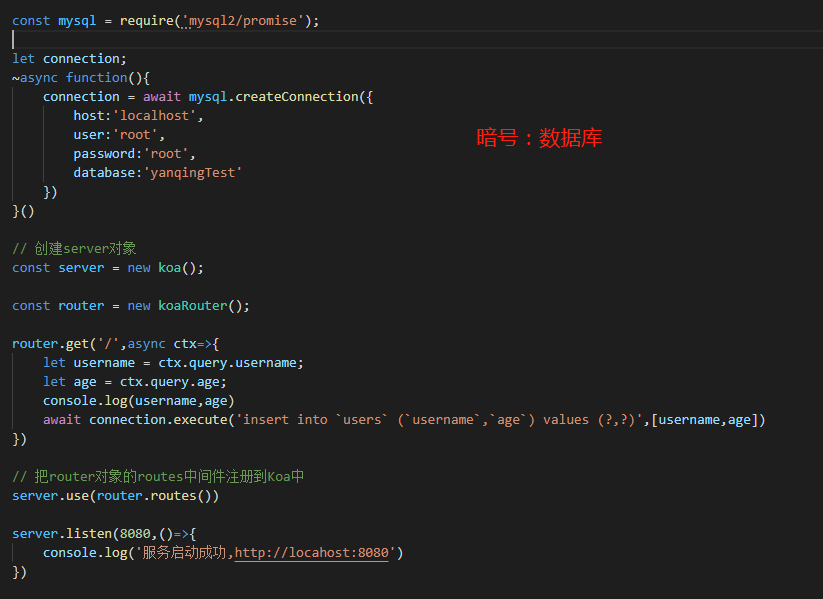 const mysql = require('mysql2/promise');
let connection;
~async function(){
    connection = await mysql.createConnection({
        host:'localhost',
        user:'root',
        password:'root',
        database:'yanqingTest'
    })
}()
暗号：数据库
// 创建server对象
const server = new koa();
const router = new koaRouter();
router.get('/',async ctx=>{
    let username = ctx.query.username;
    let age = ctx.query.age;
    console.log(username,age)
    await connection.execute('insert into `users` (`username`,`age`) values (?,?)',[username,age])
})
// 把router对象的routes中间件注册到Koa中
server.use(router.routes())
server.listen(8080,()=>{
    console.log('服务启动成功,http://locahost:8080')
})